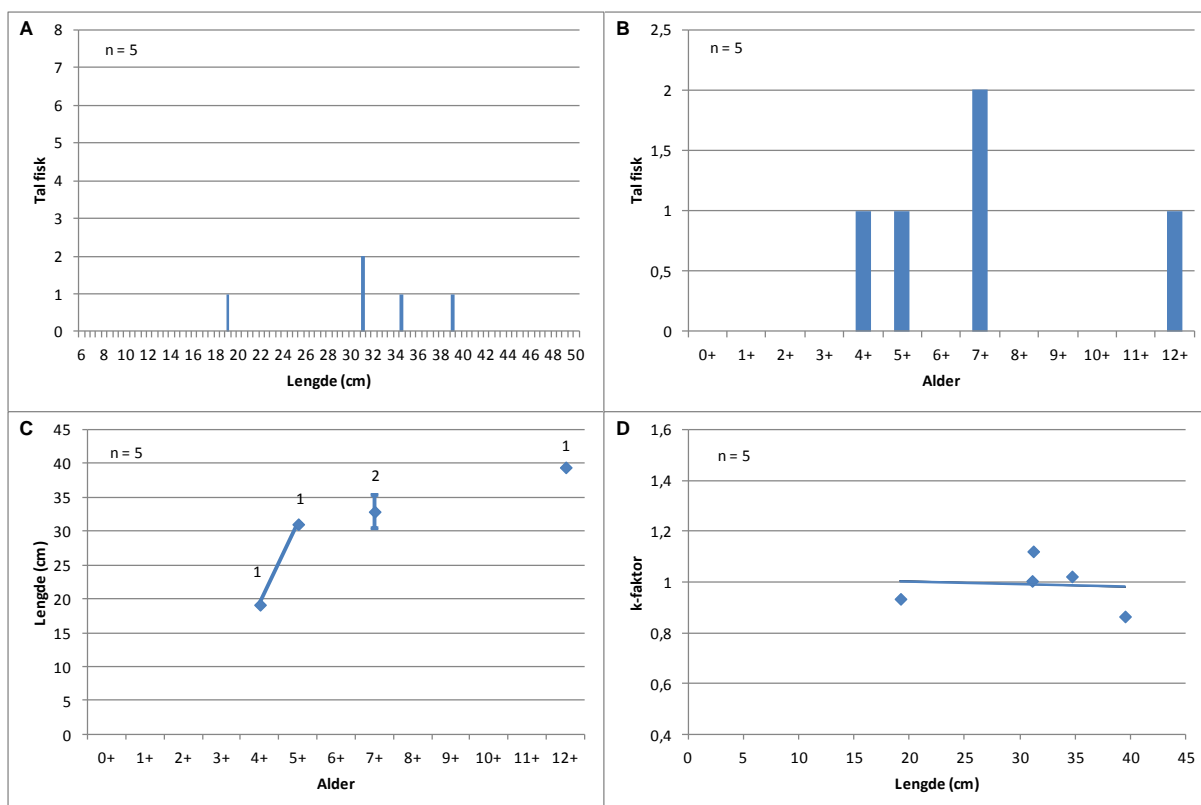 A
n = 5
Tal fisk
8
7
6
5
4
3
2
1
0
6 8 10 12 14 16 18 20 22 24 26 28 30 32 34 36 38 40 42 44 46 48 50
Lengde (cm)
B
n = 5
Tal fisk
2,5
2
1,5
1
0,5
0
0+ 1+ 2+ 3+ 4+ 5+ 6+ 7+ 8+ 9+ 10+ 11+ 12+
Alder
C
n = 5
Lengde (cm)
45
40
35
30
25
20
15
10
5
0
1
1
2
1
0+ 1+ 2+ 3+ 4+ 5+ 6+ 7+ 8+ 9+ 10+ 11+ 12+
Alder
D
n = 5
k-faktor
1,6
1,4
1,2
1
0,8
0,6
0,4
0 5 10 15 20 25 30 35 40 45
Lengde (cm)